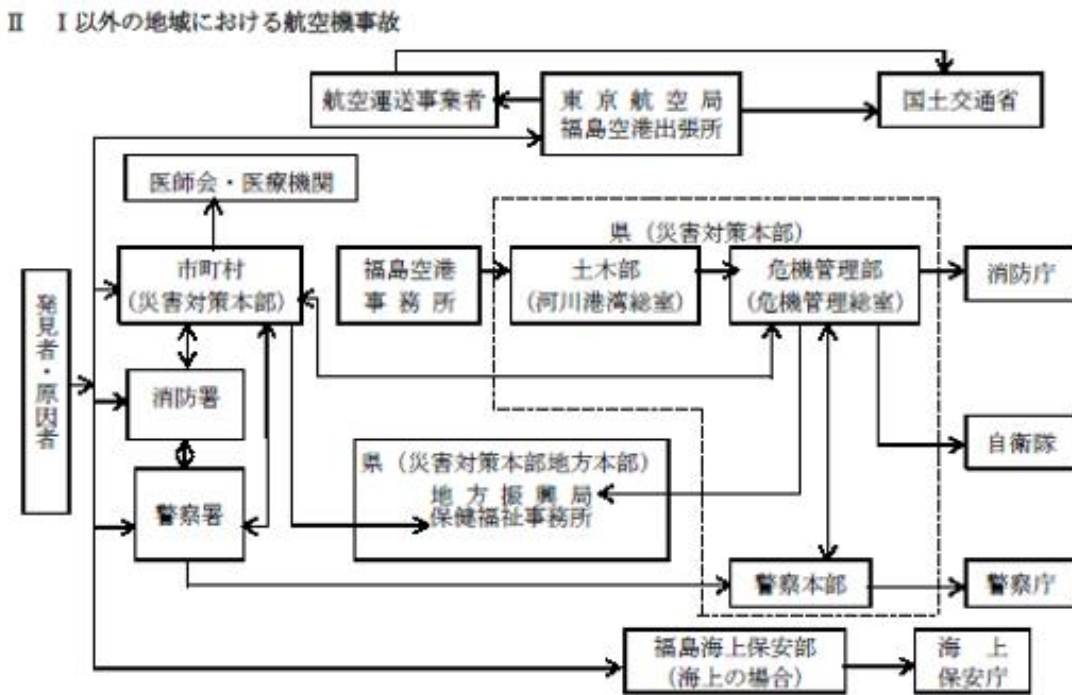 Ⅱ　Ⅰ以外の地域における航空機事故
航空運送事業者
東京航空局
福島空港出張所
国土交通省
医師会・医療機関
県（災害対策本部）
市町村
（災害対策本部）
福島空港
事務所
土木部
（河川港湾総室）
危機管理部
（危機管理総室）
消防庁
発見者・原因者
消防署
自衛隊
県（災害対策本部地方本部）
地方振興局
保健福祉事務所
警察署
警察本部
警察庁
福島海上保安部
（海上の場合）
海上
保安庁